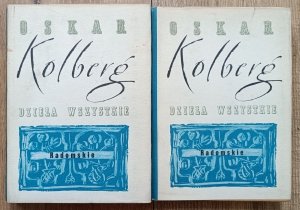 OSKAR
Kolberg
DZIEŁA WSZYSTKIE
Radomskie
OSKAR
Kolberg
DZIEŁA WSZYSTKIE
Radomskie